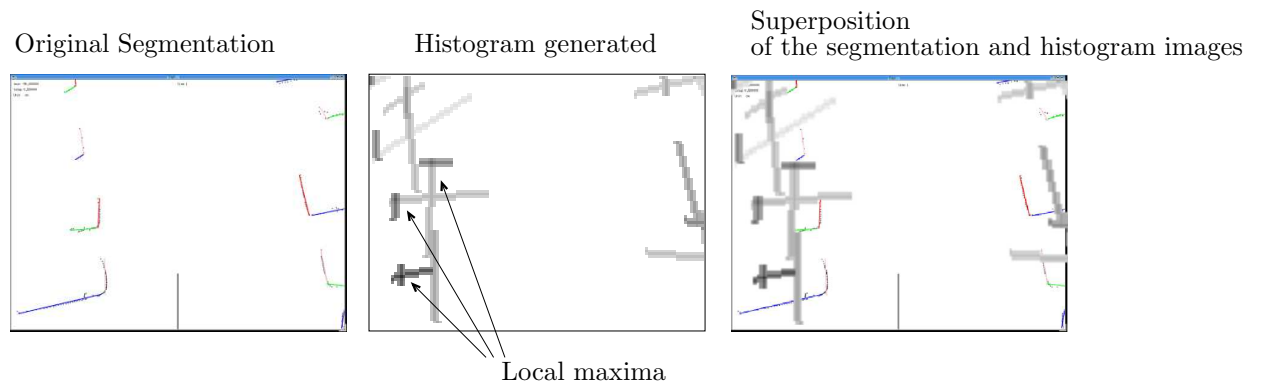 Original Segmentation
Histogram generated
Superposition
of the segmentation and histogram images
Local maxima